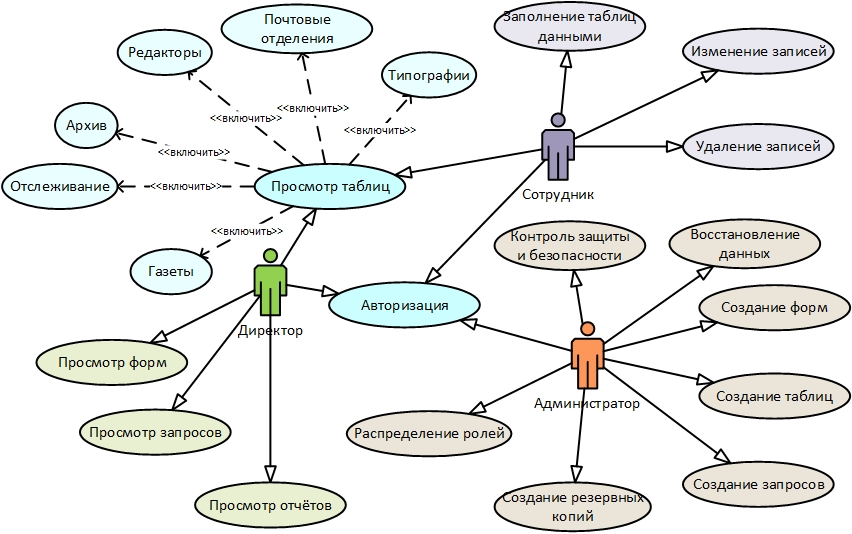 Почтовые
отделения
Заполнение таблиц
данными
Редакторы
Изменение записей
Типографии
<<включить>>
<<включить>>
<<включить>>
Архив
<<включить>>
Удаление записей
Отслеживание
<<включить>>
Просмотр таблиц
Сотрудник
<<включить>>
Контроль защиты
и безопасности
Восстановление
данных
Газеты
Авторизация
Создание форм
Директор
Просмотр форм
Администратор
Создание таблиц
Просмотр запросов
Распределение ролей
Создание запросов
Просмотр отчётов
Создание резервных
копий